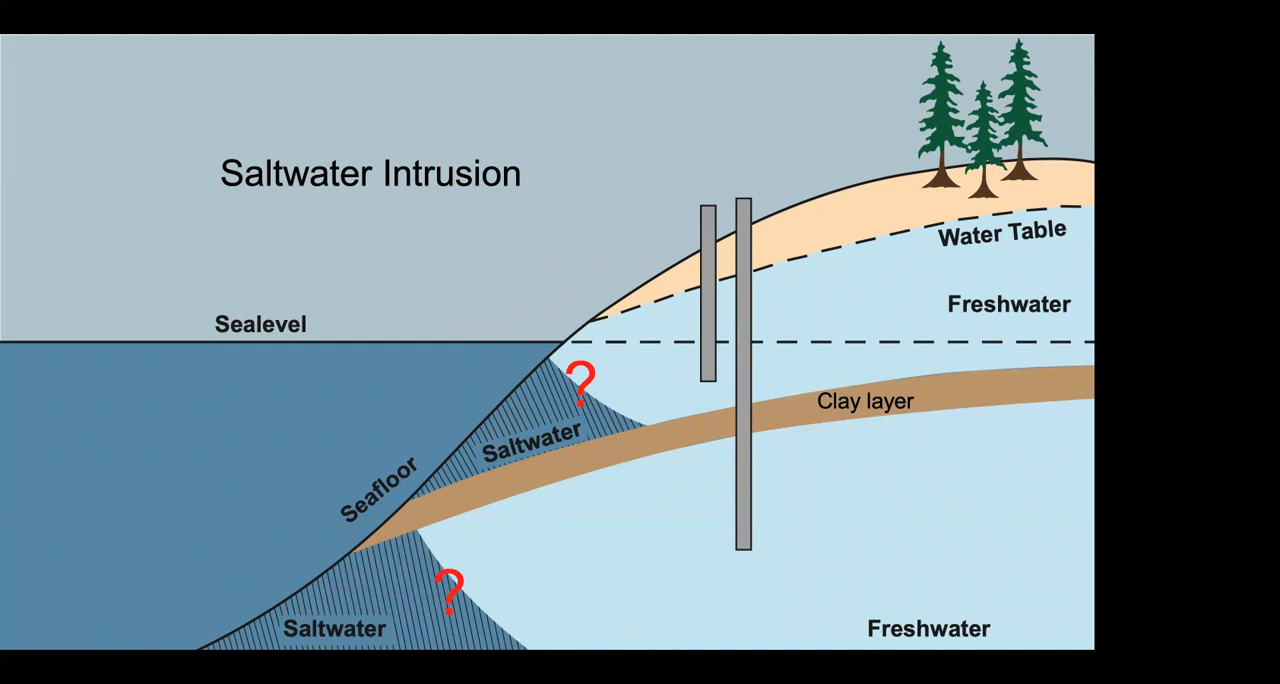 Saltwater Intrusion
Water Table
Freshwater
Sealevel
?
Clay layer
Saltwater
Seafloor
?
Saltwater
Freshwater